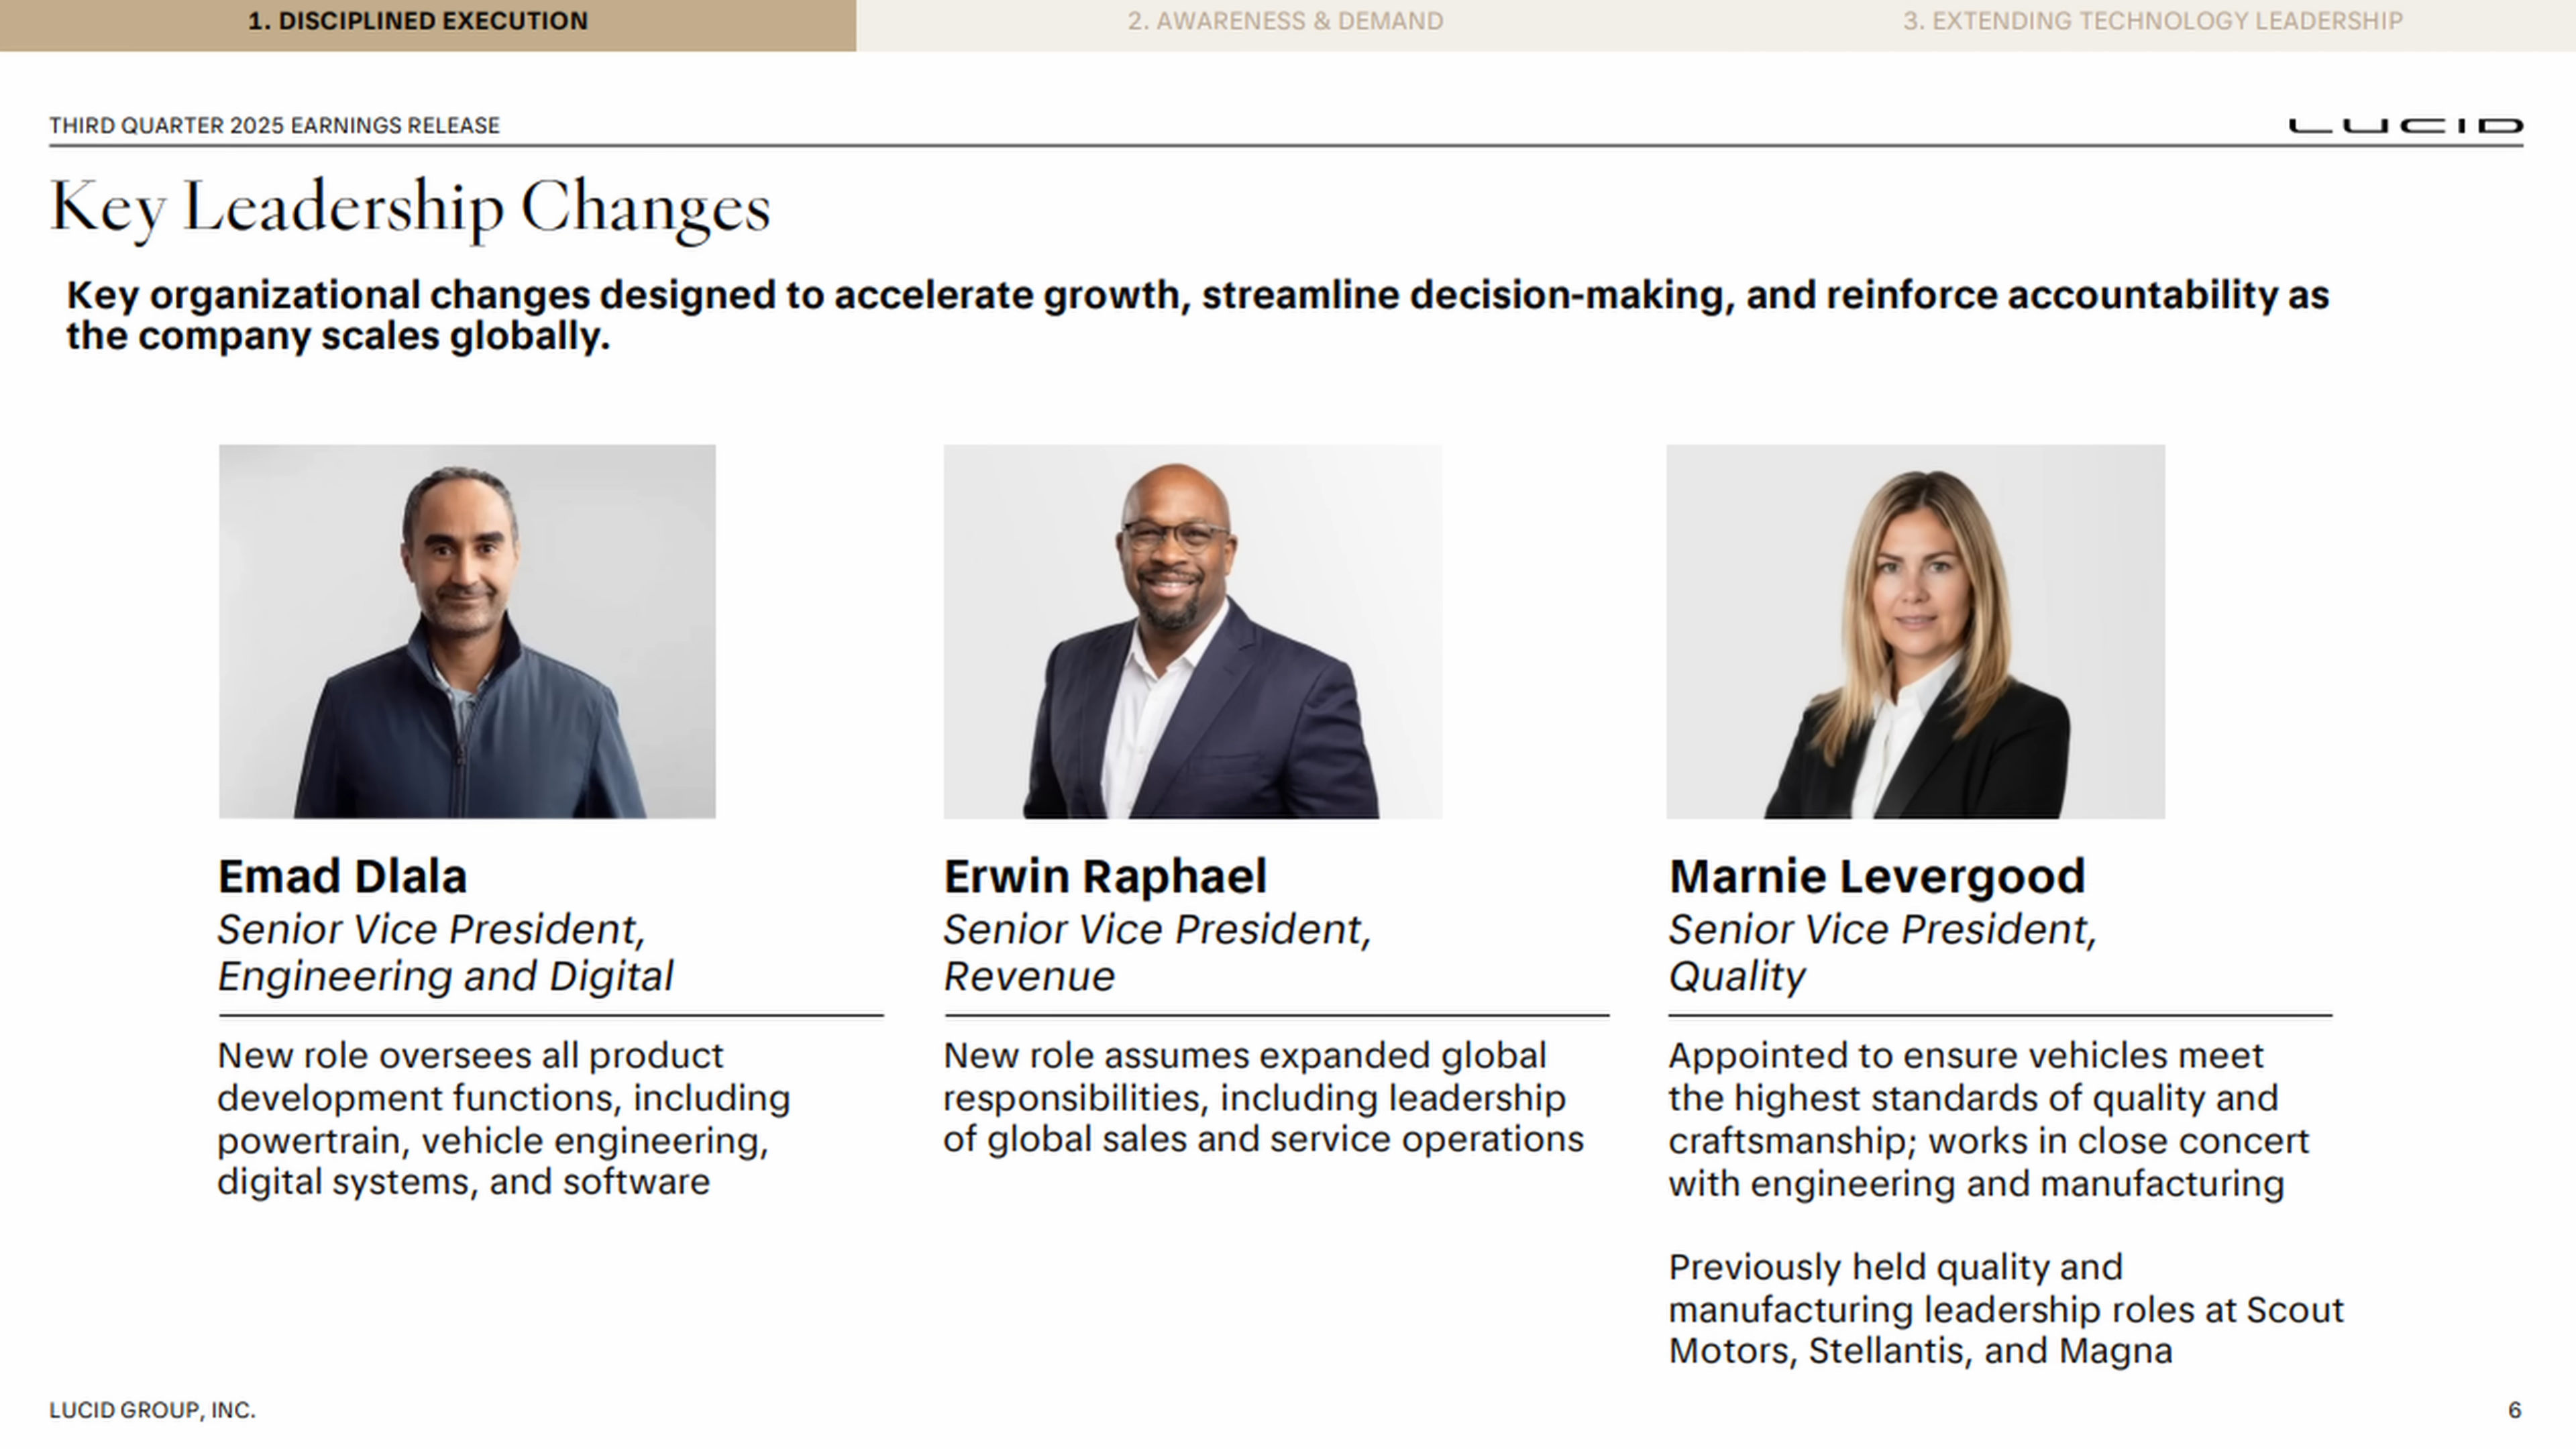 1. DISCIPLINED EXECUTION
2. AWARENESS & DEMAND
3. EXTENDING TECHNOLOGY LEADERSHIP
THIRD QUARTER 2025 EARNINGS RELEASE
LUCID
Key Leadership Changes
Key organizational changes designed to accelerate growth, streamline decision-making, and reinforce accountability as
the company scales globally.
Emad Dlala
Senior Vice President,
Engineering and Digital
New role oversees all product
development functions, including
powertrain, vehicle engineering,
digital systems, and software
Erwin Raphael
Senior Vice President,
Revenue
New role assumes expanded global
responsibilities, including leadership
of global sales and service operations
Marnie Levergood
Senior Vice President,
Quality
Appointed to ensure vehicles meet
the highest standards of quality and
craftsmanship; works in close concert
with engineering and manufacturing
Previously held quality and
manufacturing leadership roles at Scout
Motors, Stellantis, and Magna
LUCID GROUP, INC.
6